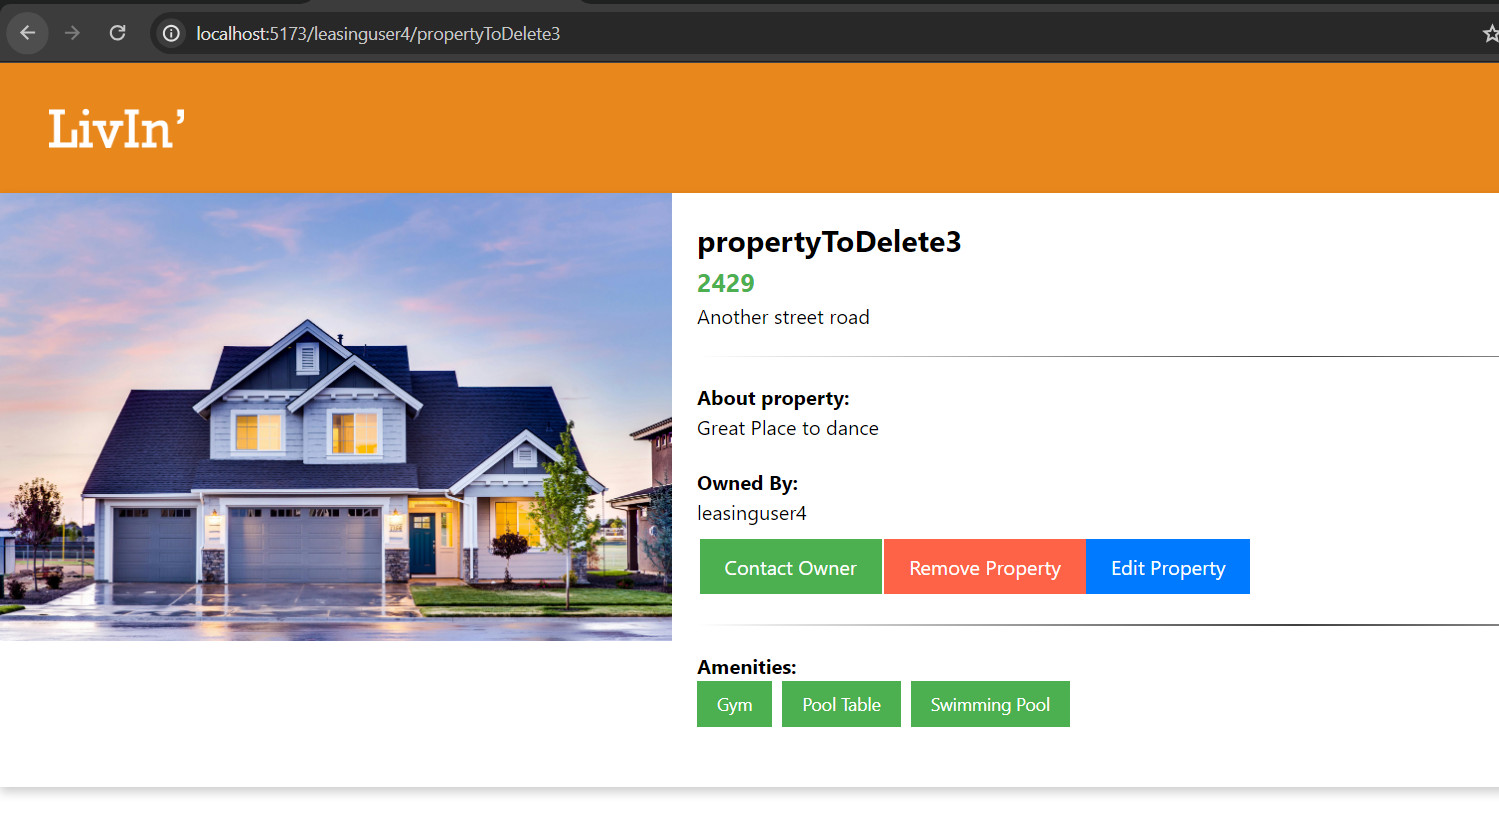 localhost:5173/leasinguser4/propertyToDelete3
LivIn’
propertyToDelete3
2429
Another street road
About property:
Great Place to dance
Owned By:
leasinguser4
Contact Owner Remove Property Edit Property
Amenities:
Gym Pool Table Swimming Pool